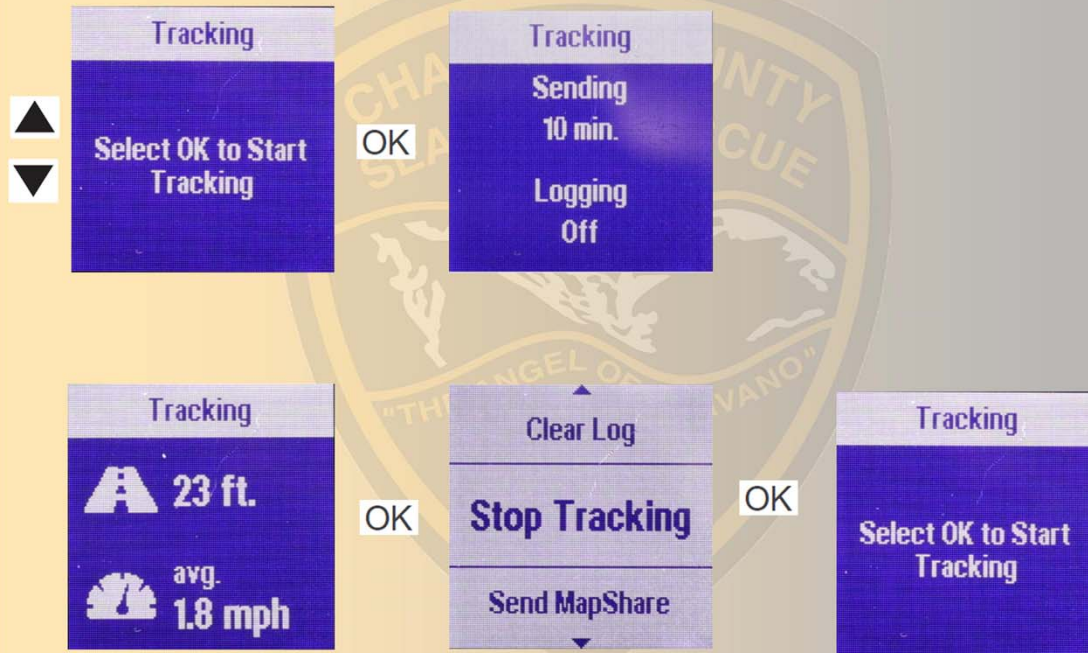 Tracking
Select OK to Start
Tracking
OK
Tracking
Sending
10 min.
Logging
Off
Tracking
23 ft.
avg.
1.8 mph
OK
Clear Log
Stop Tracking
Send MapShare
OK
Tracking
Select OK to Start
Tracking